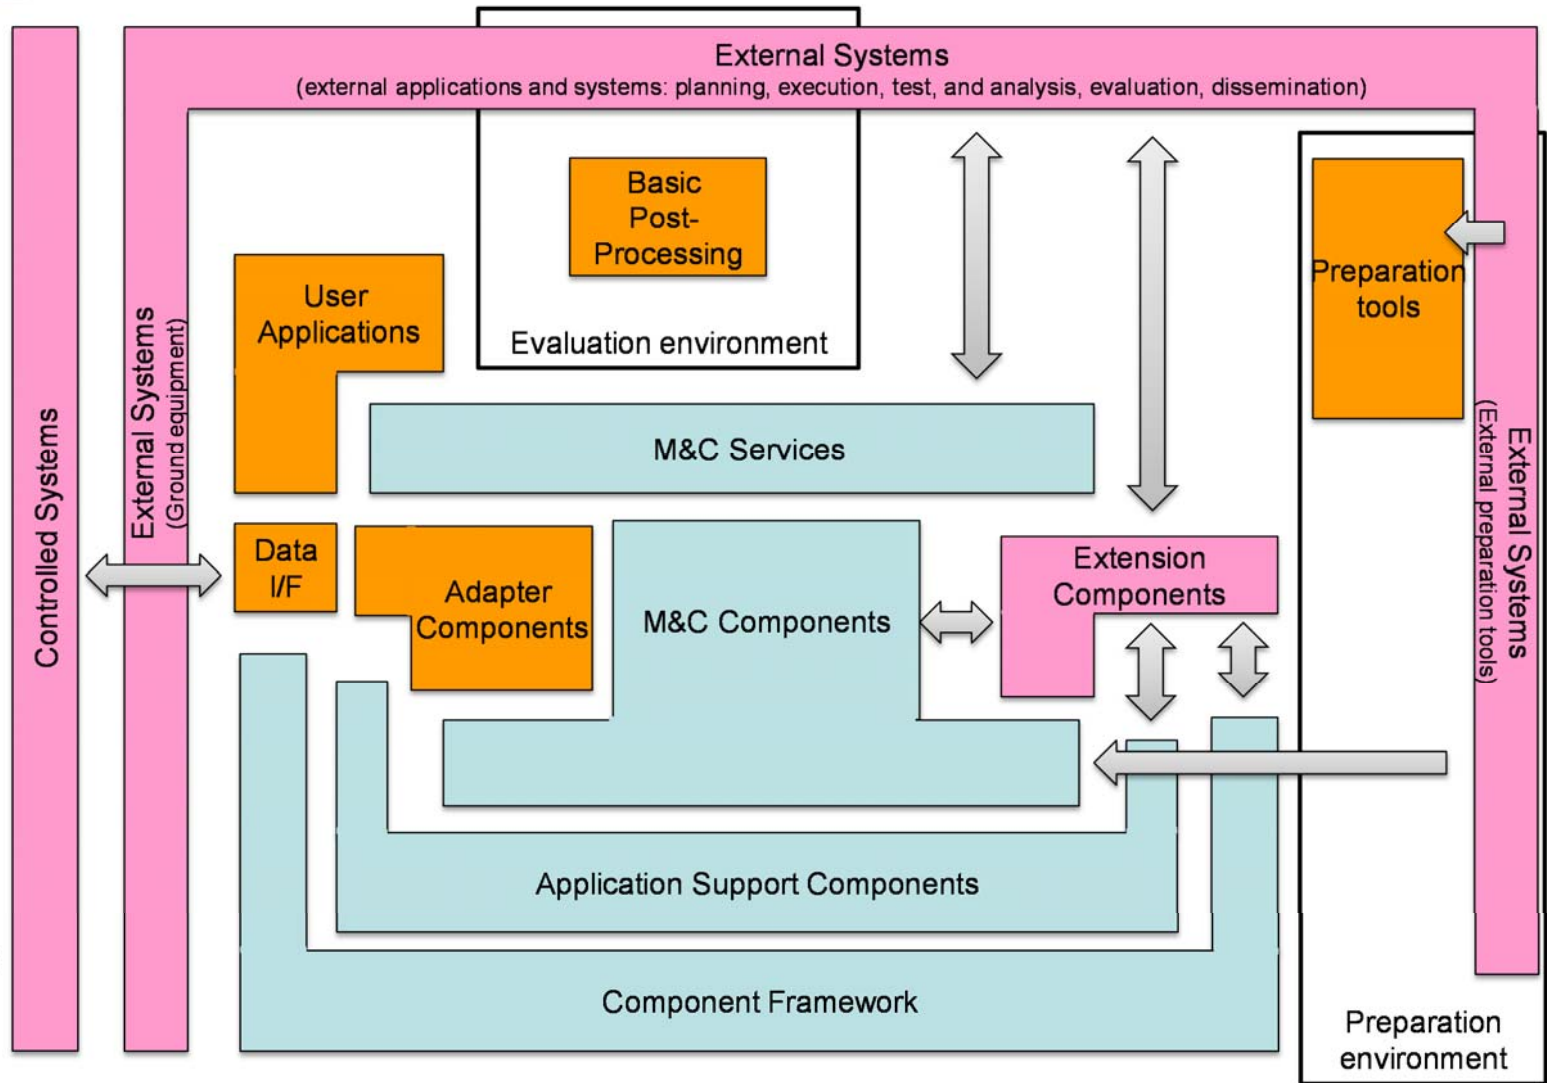 External Systems
(external applications and systems: planning, execution, test, and analysis, evaluation, dissemination)
Basic
Post-
Processing
Evaluation environment
User
Applications
Preparation
tools
M&C Services
Controlled Systems
External Systems
(Ground equipment)
Data
I/F
Adapter
Components
M&C Components
Extension
Components
External Systems
(External preparation tools)
Application Support Components
Component Framework
Preparation
environment